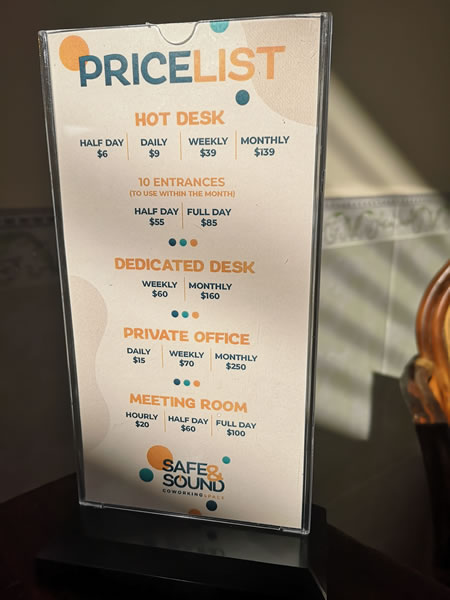 PRICELIST
HOT DESK
HALF DAY DAILY WEEKLY MONTHLY
$6 $9 $39 $139
10 ENTRANCES
(TO USE WITHIN THE MONTH)
HALF DAY FULL DAY
$55 $85
DEDICATED DESK
WEEKLY MONTHLY
$60 $160
PRIVATE OFFICE
DAILY WEEKLY MONTHLY
$15 $70 $250
MEETING ROOM
HOURLY HALF DAY FULL DAY
$20 $60 $100
SAFE&
SOUND
COWORKINGSPACE